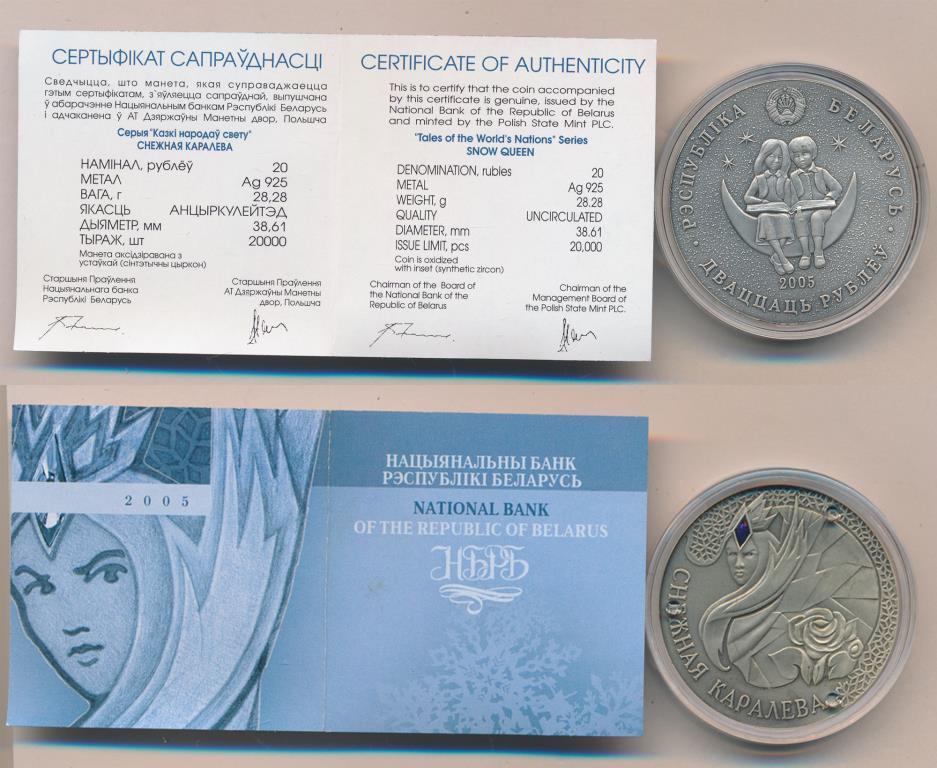 СЕРТЫФІКАТ САПРАЎДНАСЦІ
Сведчыцца, што манета, якая суправаджаецца
гэтым сертыфікатам, з'яўляецца сапраўднай, выпушчана
ў абарачэнне Нацыянальным банкам Рэспублікі Беларусь
і адчаканена ў АТ Дзяржаўны Манетны двор, Польшча
Серыя "Казкі народаў свету"
СНЕЖНАЯ КАРАЛЕВА
НАМІНАЛ, рублёў 20
МЕТАЛ Ag 925
ВАГА, г 28,28
ЯКАСЦЬ АНЦЫРКУЛЕЙТЭД
ДЫЯМЕТР, мм 38,61
ТЫРАЖ, шт 20000
Манета аксідзіравана з
устаўкай (сінтэтычны цыркон)
Старшыня Праўлення
Нацыянальнага банка
Рэспублікі Беларусь
Старшыня Праўлення
АТ Дзяржаўны Манетны
двор, Польшча
CERTIFICATE OF AUTHENTICITY
This is to certify that the coin accompanied
by this certificate is genuine, issued by the
National Bank of the Republic of Belarus
and minted by the Polish State Mint PLC.
"Tales of the World's Nations" Series
SNOW QUEEN
DENOMINATION, rubles 20
METAL Ag 925
WEIGHT, g 28.28
QUALITY UNCIRCULATED
DIAMETER, mm 38.61
ISSUE LIMIT, pcs 20,000
Coin is oxidized
with inset (synthetic zircon)
Chairman of the Board of
the National Bank of the
Republic of Belarus
Chairman of the
Management Board of
the Polish State Mint PLC.
РЭСПУБЛІКА БЕЛАРУСЬ
2005
ДВАЦЦАЦЬ РУБЛЁЎ
2005
НАЦЫЯНАЛЬНЫ БАНК
РЭСПУБЛІКІ БЕЛАРУСЬ
NATIONAL BANK
OF THE REPUBLIC OF BELARUS
НБРБ
СНЕЖНАЯ КАРАЛЕВА